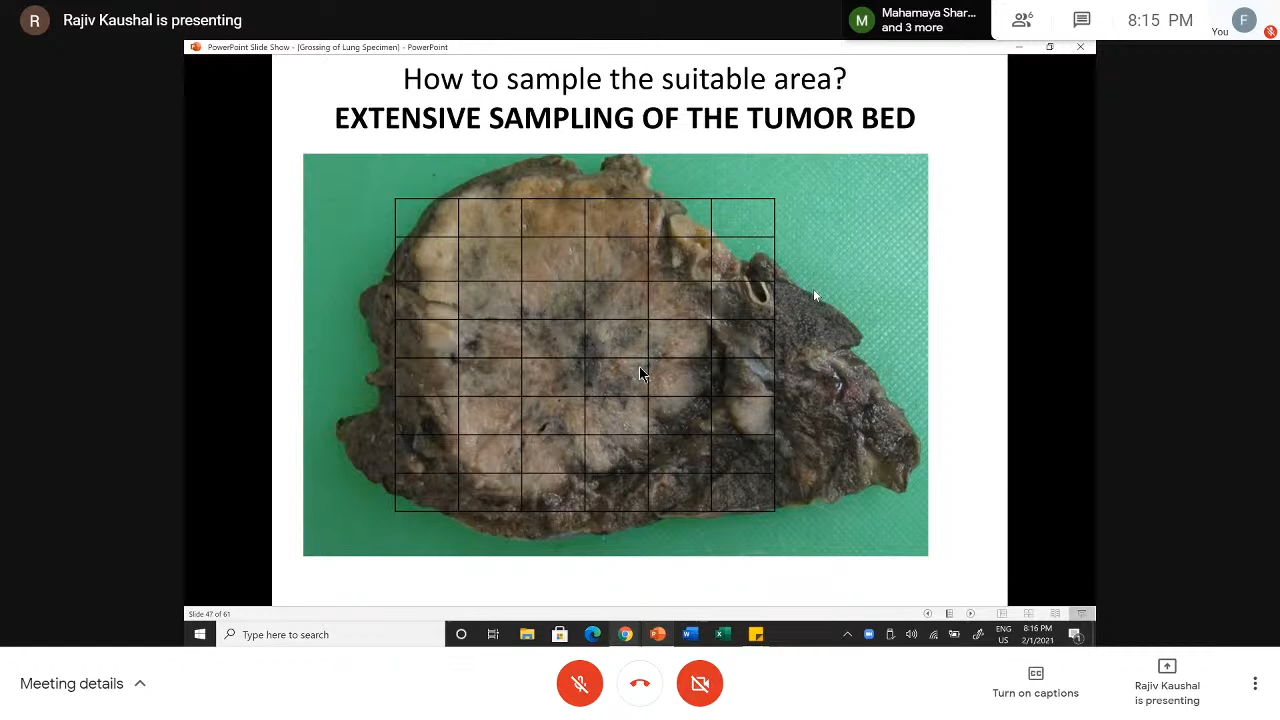 R
Rajiv Kaushal is presenting
M
Mahamaya Shar...
and 3 more
6
8:15 PM
You
F
PowerPoint Slide Show - [Grossing of Lung Specimen] - PowerPoint
How to sample the suitable area?
EXTENSIVE SAMPLING OF THE TUMOR BED
Slide 47 of 61
Type here to search
ENG
US
8:16 PM
2/1/2021
1
Meeting details
CC
Turn on captions
Rajiv Kaushal
is presenting